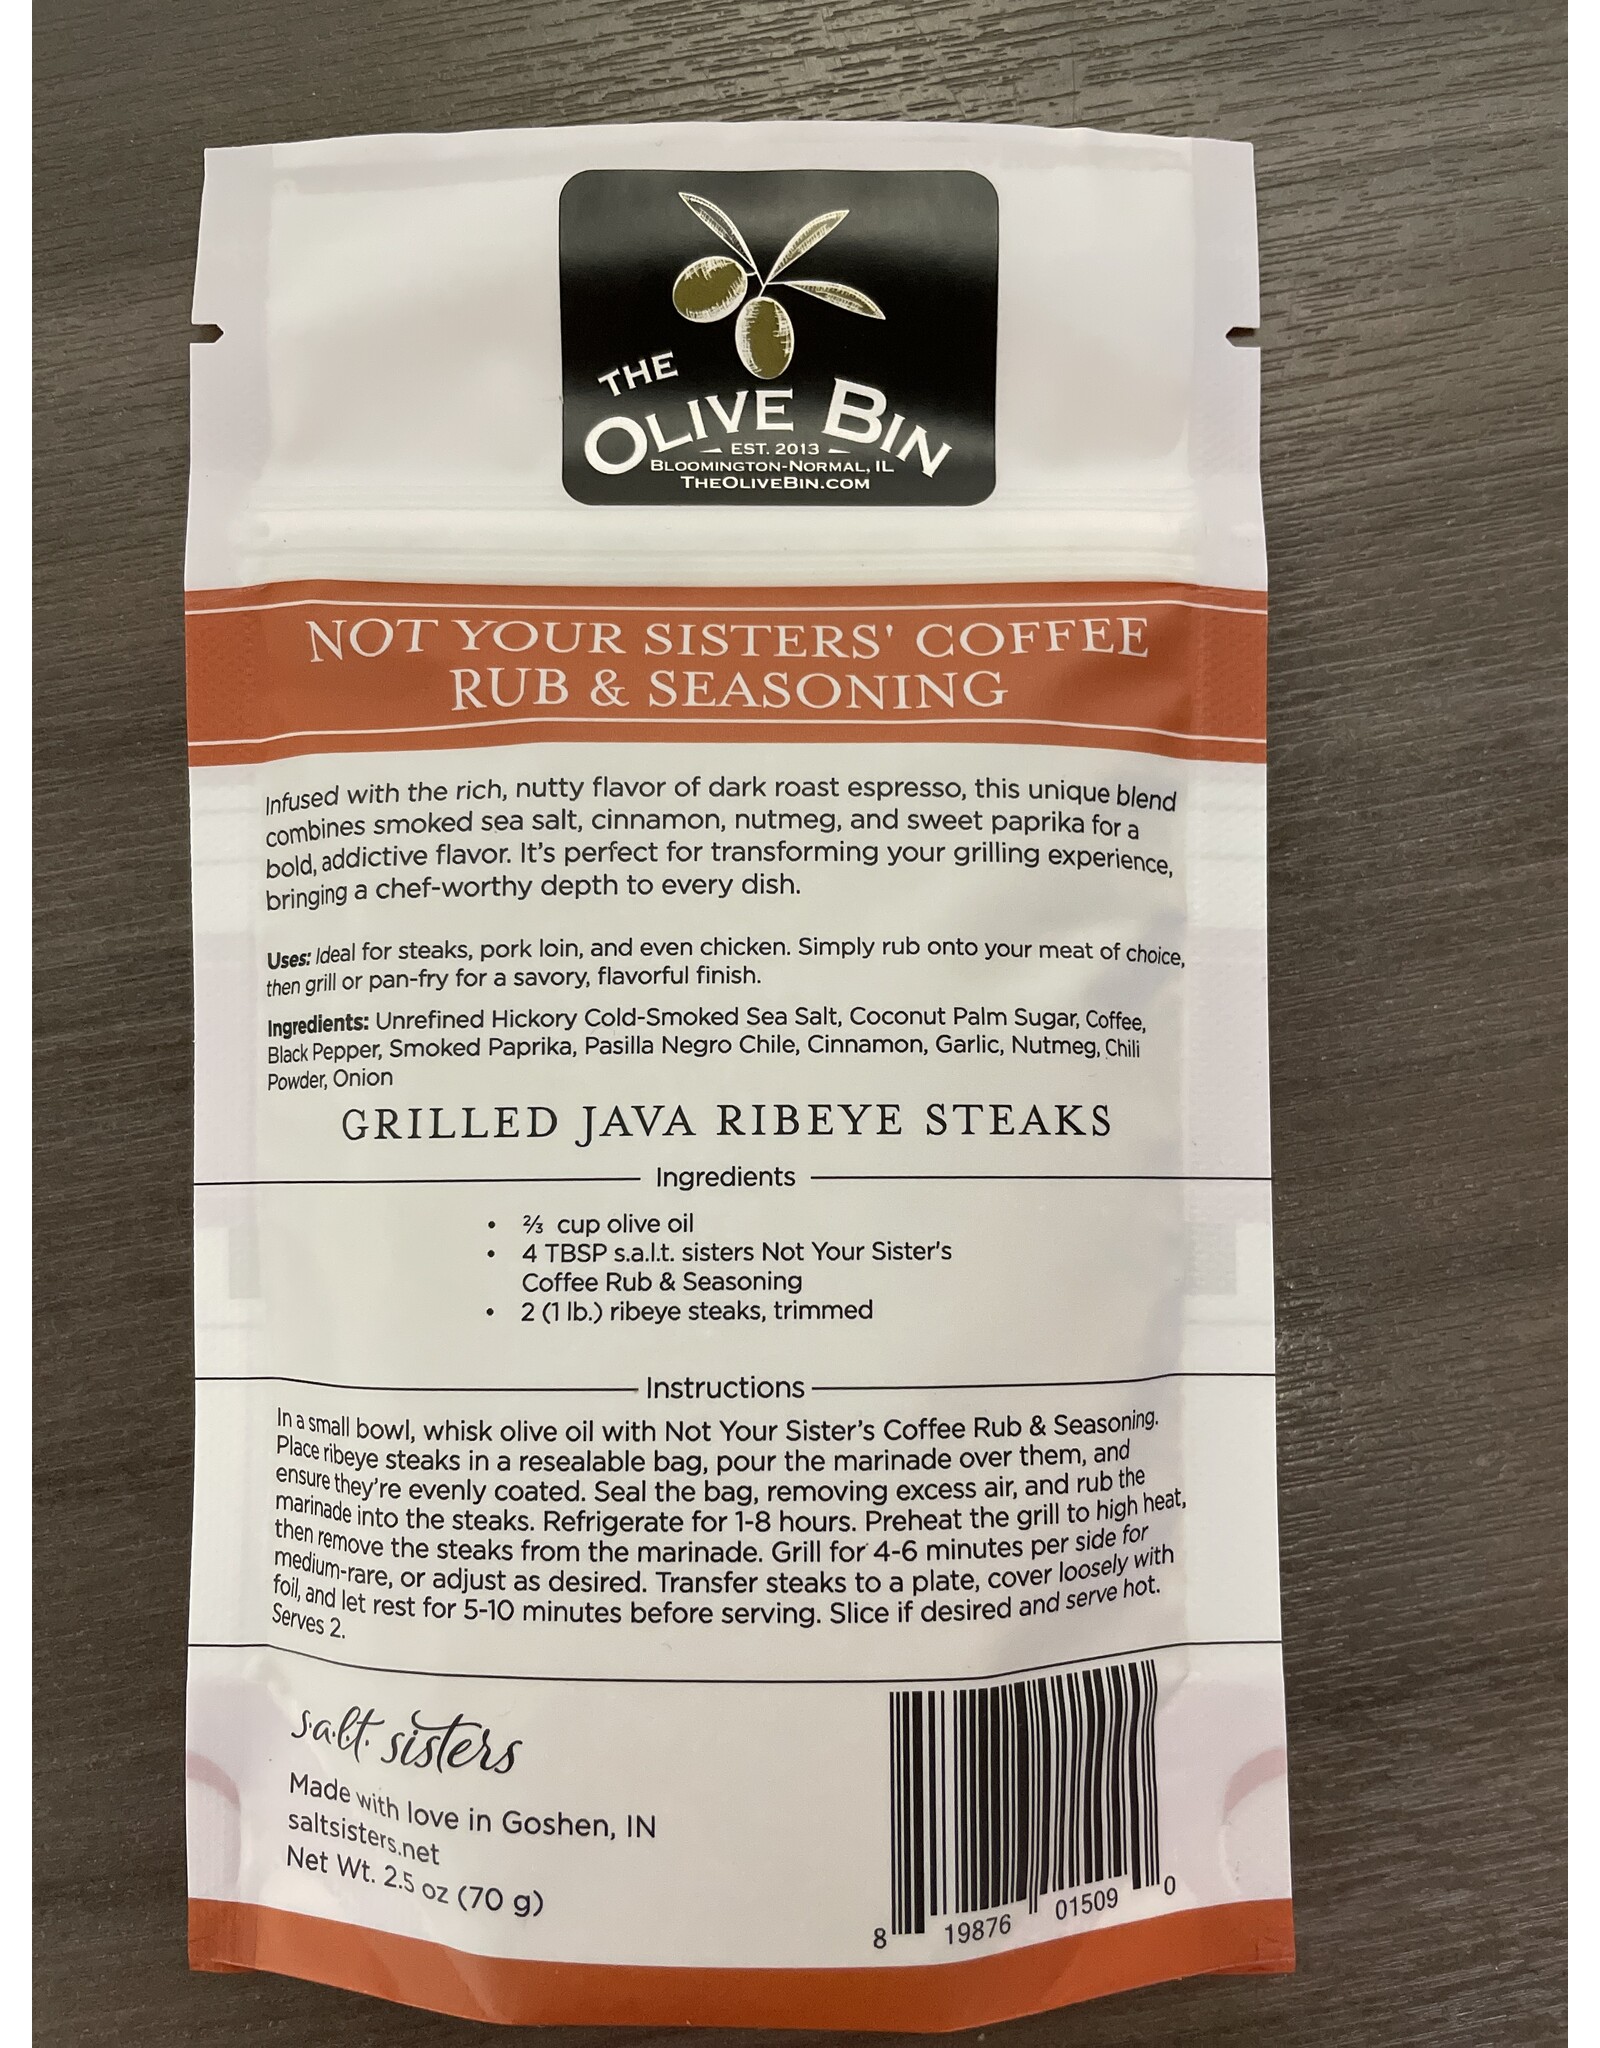 THE
OLIVE BIN
EST. 2013
BLOOMINGTON-NORMAL, IL
THEOLIVEBIN.COM
NOT YOUR SISTERS' COFFEE
RUB & SEASONING
Infused with the rich, nutty flavor of dark roast espresso, this unique blend
combines smoked sea salt, cinnamon, nutmeg, and sweet paprika for a
bold, addictive flavor. It's perfect for transforming your grilling experience,
bringing a chef-worthy depth to every dish.
Uses: Ideal for steaks, pork loin, and even chicken. Simply rub onto your meat of choice,
then grill or pan-fry for a savory, flavorful finish.
Ingredients: Unrefined Hickory Cold-Smoked Sea Salt, Coconut Palm Sugar, Coffee,
Black Pepper, Smoked Paprika, Pasilla Negro Chile, Cinnamon, Garlic, Nutmeg, Chili
Powder, Onion
GRILLED JAVA RIBEYE STEAKS
Ingredients
• ⅔ cup olive oil
• 4 TBSP s.a.l.t. sisters Not Your Sister's
Coffee Rub & Seasoning
• 2 (1 lb.) ribeye steaks, trimmed
Instructions
In a small bowl, whisk olive oil with Not Your Sister's Coffee Rub & Seasoning.
Place ribeye steaks in a resealable bag, pour the marinade over them, and
ensure they're evenly coated. Seal the bag, removing excess air, and rub the
marinade into the steaks. Refrigerate for 1-8 hours. Preheat the grill to high heat,
then remove the steaks from the marinade. Grill for 4-6 minutes per side for
medium-rare, or adjust as desired. Transfer steaks to a plate, cover loosely with
foil, and let rest for 5-10 minutes before serving. Slice if desired and serve hot.
Serves 2.
s.a.l.t. sisters
Made with love in Goshen, IN
saltsisters.net
Net Wt. 2.5 oz (70 g)
8 19876 01509 0